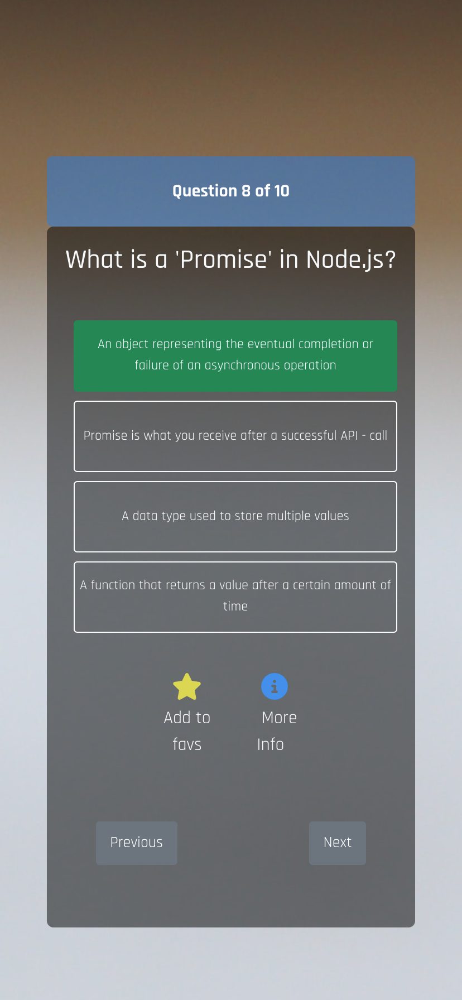 Question 8 of 10
What is a 'Promise' in Node.js?
An object representing the eventual completion or
failure of an asynchronous operation
Promise is what you receive after a successful API - call
A data type used to store multiple values
A function that returns a value after a certain amount of
time
Add to
favs
More
Info
Previous
Next